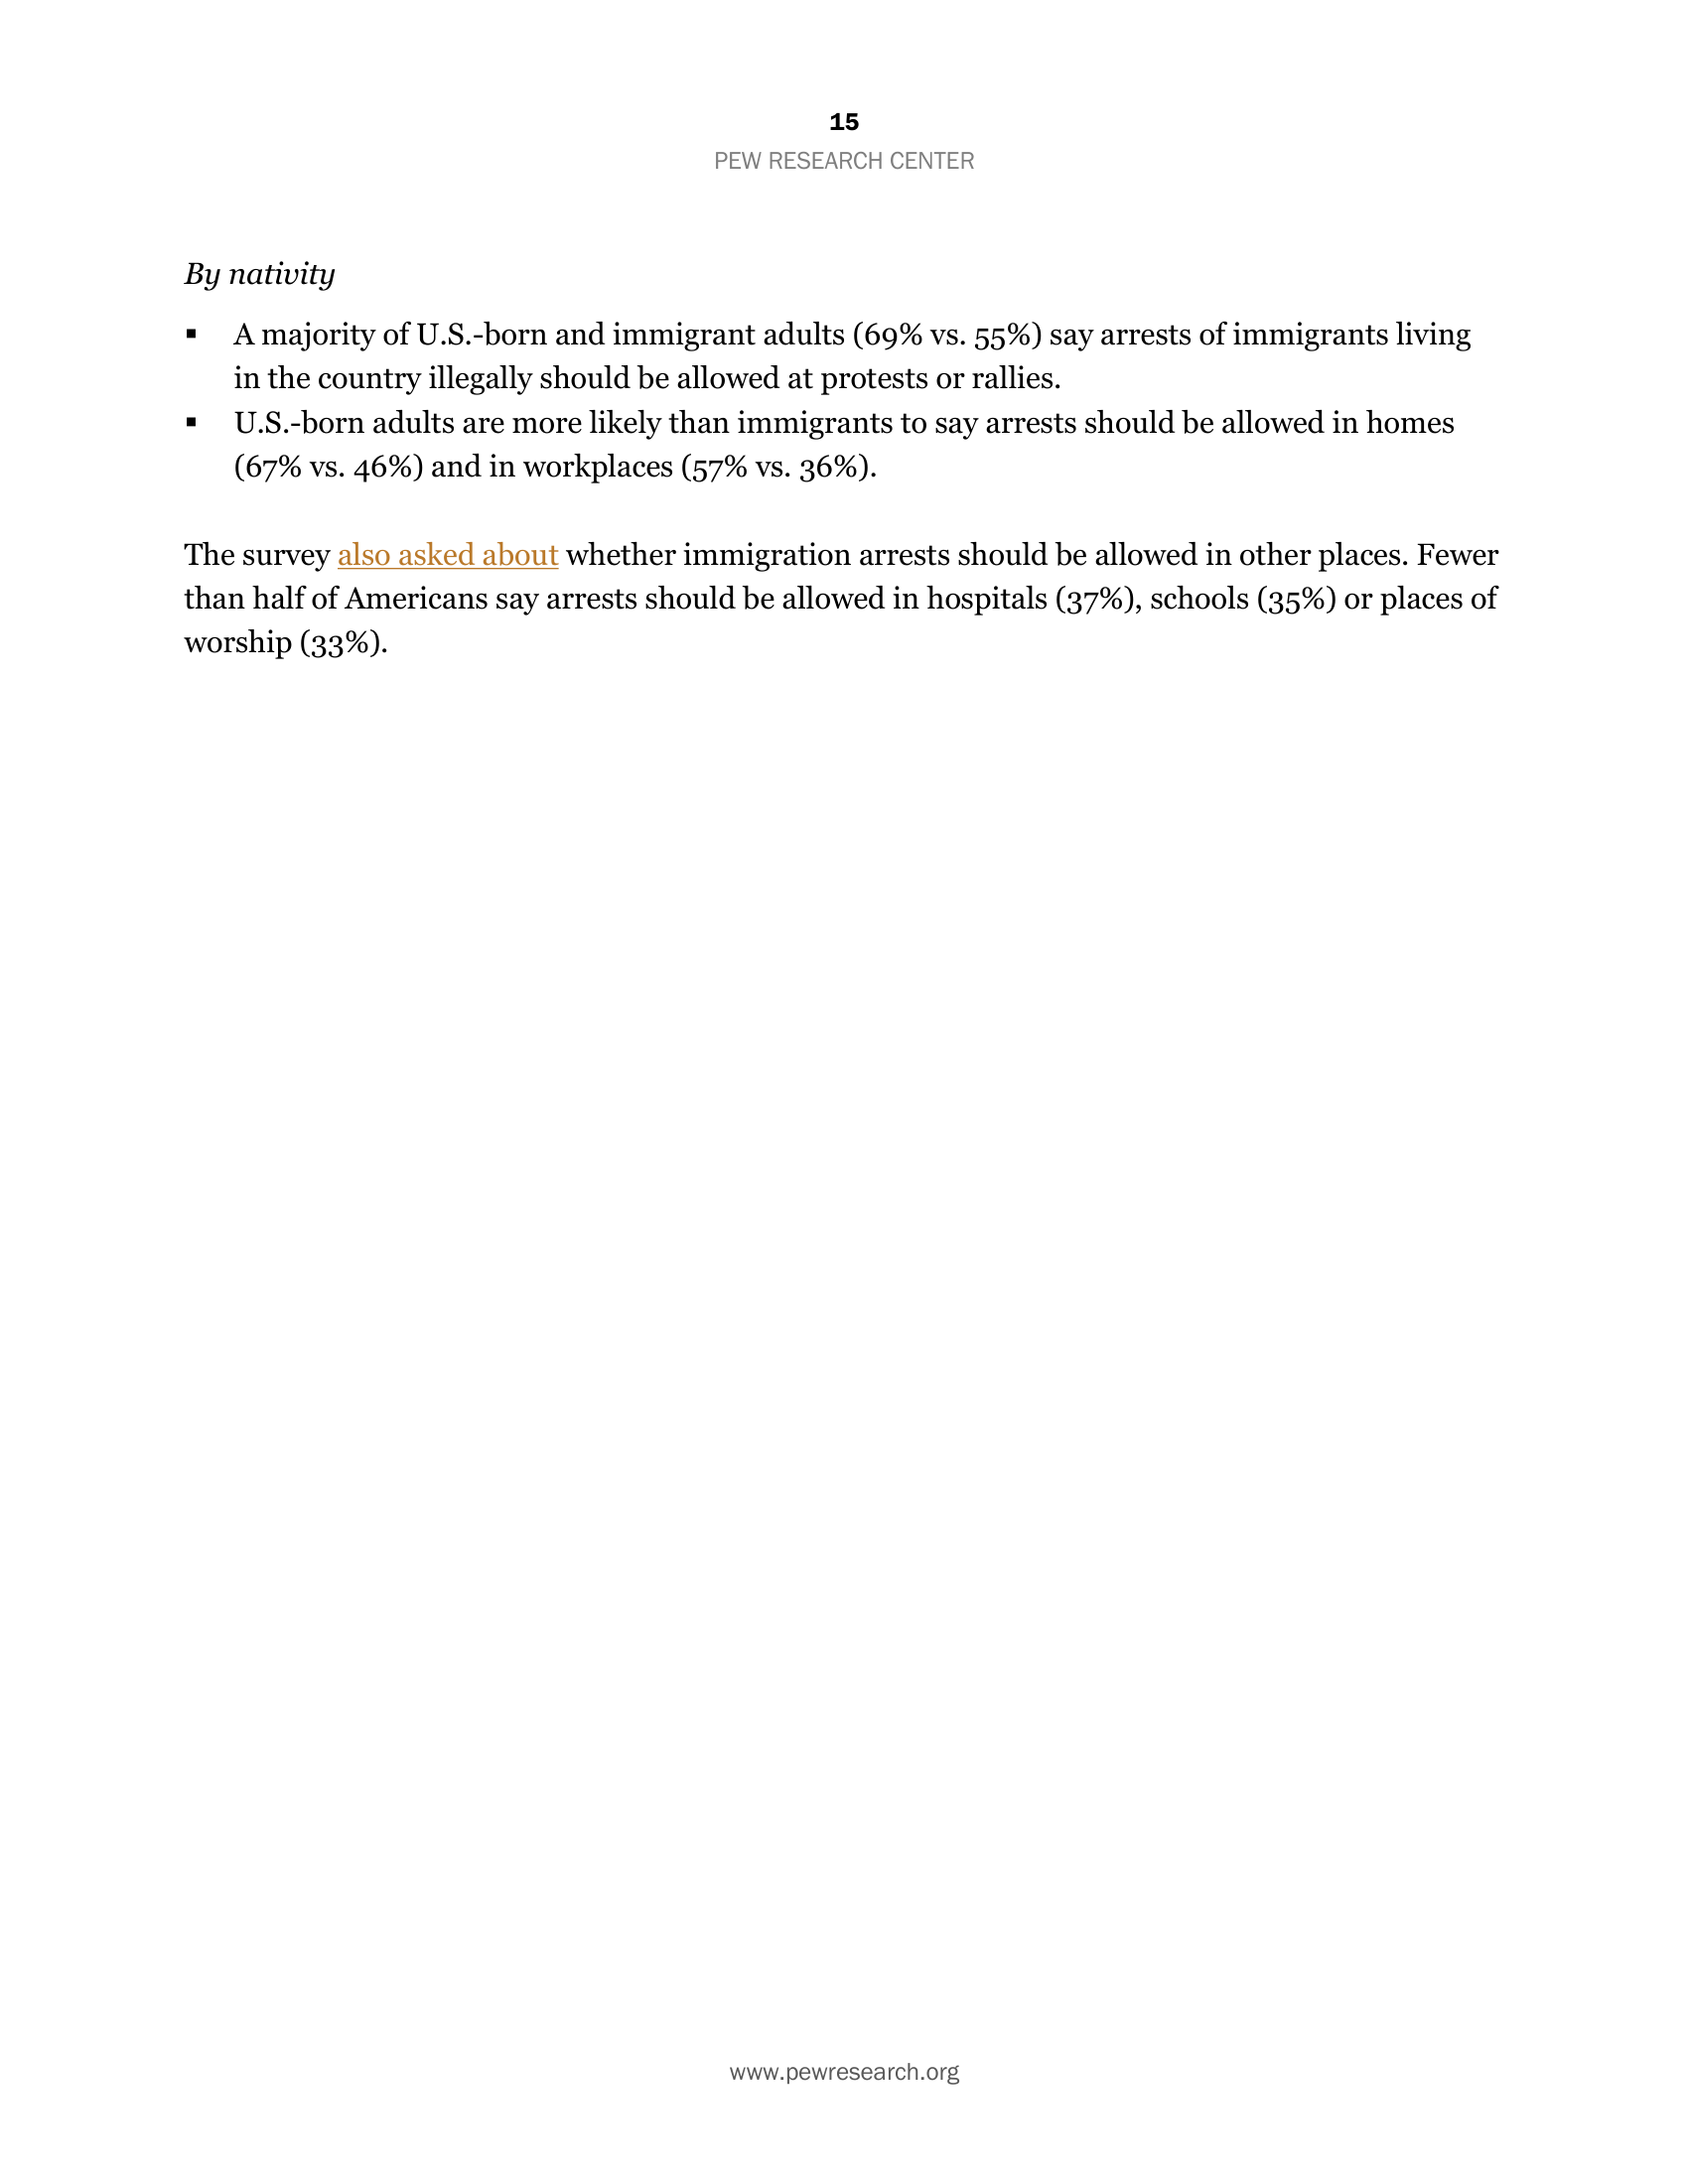 15
PEW RESEARCH CENTER
By nativity
▪ A majority of U.S.-born and immigrant adults (69% vs. 55%) say arrests of immigrants living
in the country illegally should be allowed at protests or rallies.
▪ U.S.-born adults are more likely than immigrants to say arrests should be allowed in homes
(67% vs. 46%) and in workplaces (57% vs. 36%).
The survey also asked about whether immigration arrests should be allowed in other places. Fewer
than half of Americans say arrests should be allowed in hospitals (37%), schools (35%) or places of
worship (33%).
www.pewresearch.org